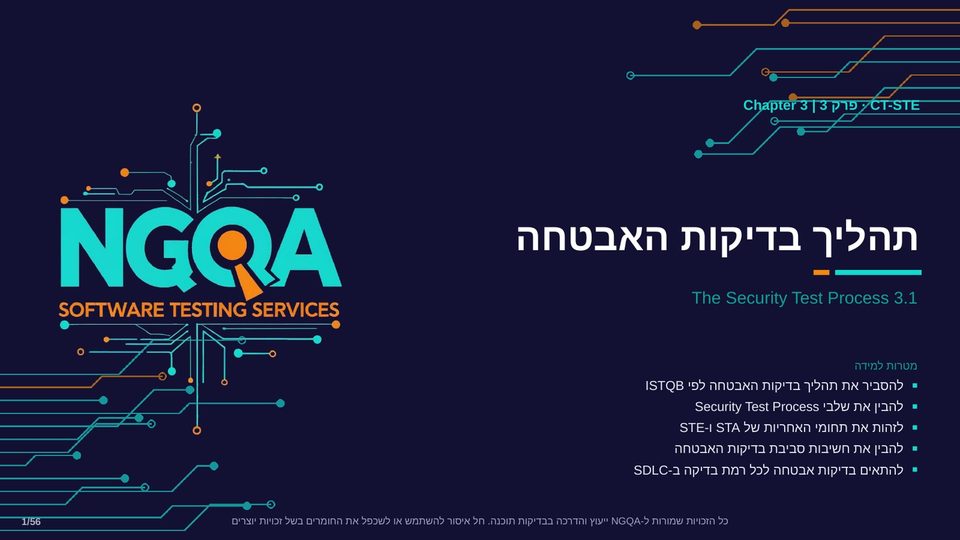 CT-STE · פרק 3 | Chapter 3
NGQA
SOFTWARE TESTING SERVICES
תהליך בדיקות האבטחה
The Security Test Process 3.1
מטרות למידה
▪ להסביר את תהליך בדיקות האבטחה לפי ISTQB
▪ להבין את שלבי Security Test Process
▪ לזהות את תחומי האחריות של STA ו-STE
▪ להבין את חשיבות סביבת בדיקות האבטחה
▪ להתאים בדיקות אבטחה לכל רמת בדיקה ב-SDLC
כל הזכויות שמורות ל-NGQA ייעוץ והדרכה בבדיקות תוכנה. חל איסור להשתמש או לשכפל את החומרים בשל זכויות יוצרים
1/56